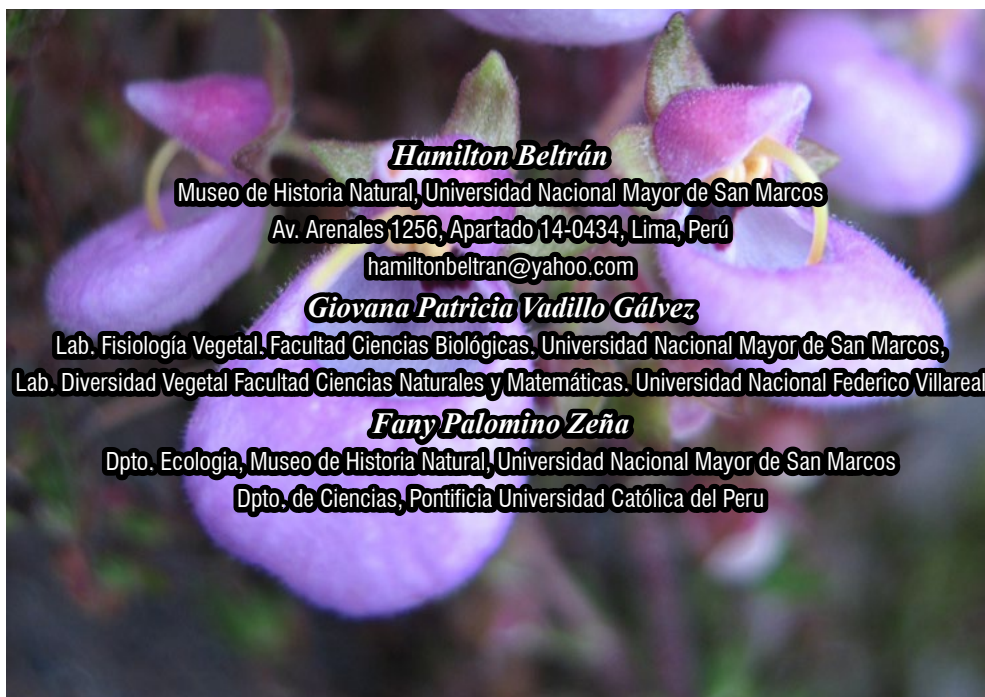 Hamilton Beltrán
Museo de Historia Natural, Universidad Nacional Mayor de San Marcos
Av. Arenales 1256, Apartado 14-0434, Lima, Perú
hamiltonbeltran@yahoo.com
Giovana Patricia Vadillo Gálvez
Lab. Fisiología Vegetal. Facultad Ciencias Biológicas. Universidad Nacional Mayor de San Marcos,
Lab. Diversidad Vegetal Facultad Ciencias Naturales y Matemáticas. Universidad Nacional Federico Villareal
Fany Palomino Zeña
Dpto. Ecologia, Museo de Historia Natural, Universidad Nacional Mayor de San Marcos
Dpto. de Ciencias, Pontificia Universidad Católica del Peru